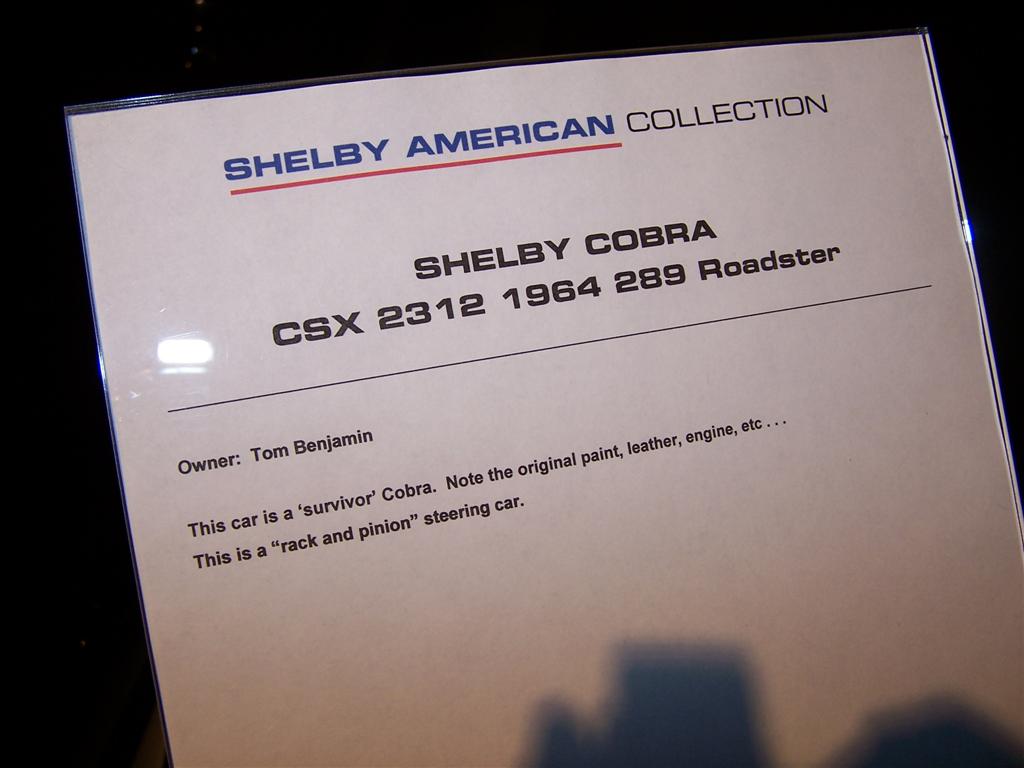 SHELBY AMERICAN COLLECTION
SHELBY COBRA
CSX 2312 1964 289 Roadster
Owner: Tom Benjamin
This car is a ‘survivor’ Cobra. Note the original paint, leather, engine, etc . . .
This is a “rack and pinion” steering car.